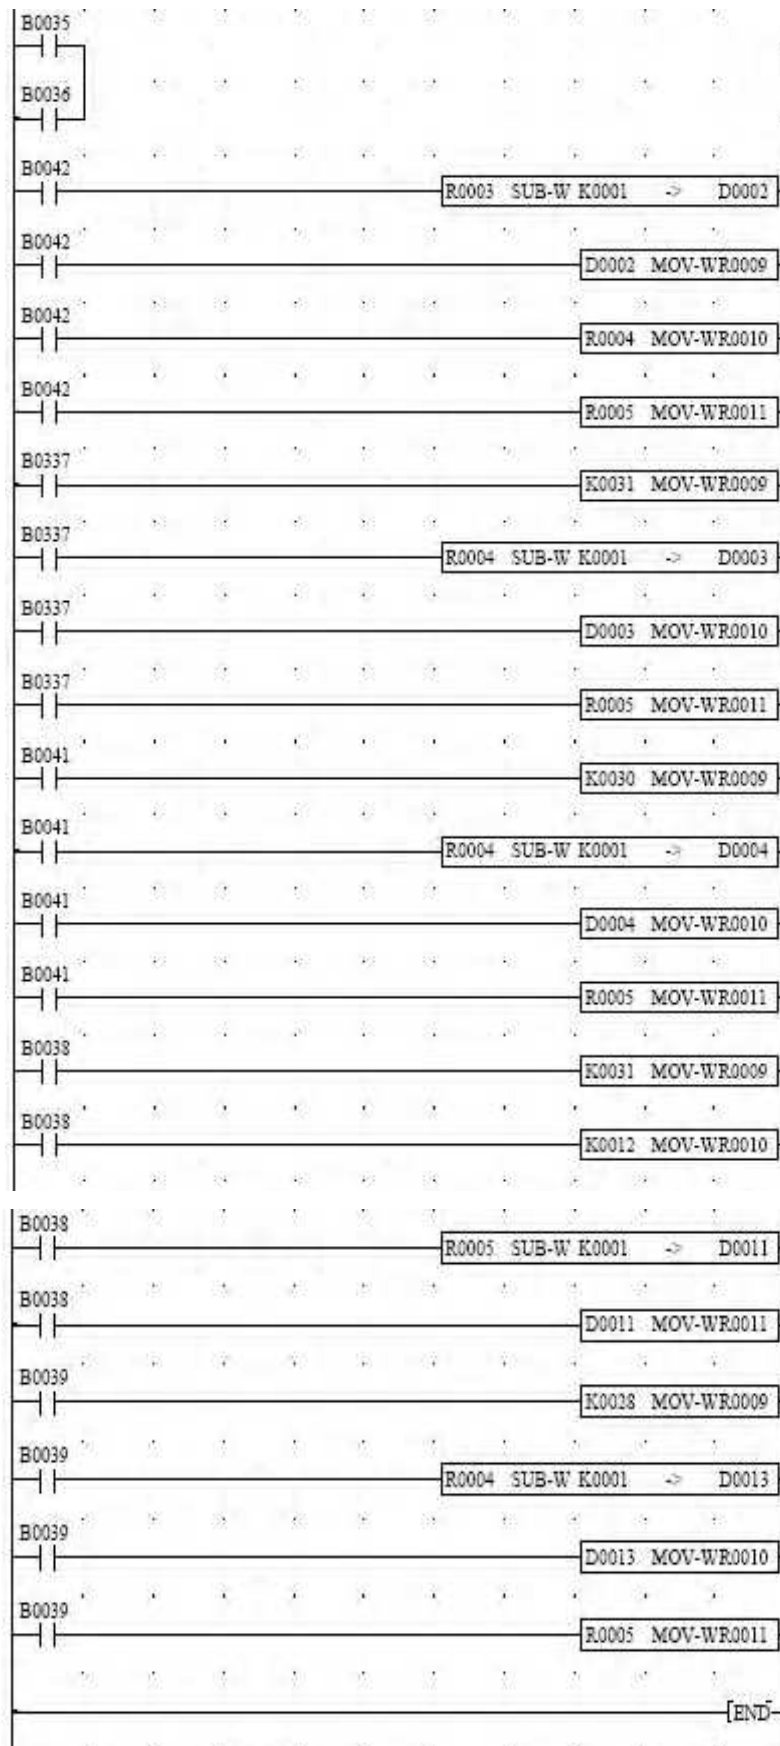 B0035
B0036
B0042
R0003 SUB-W K0001 -> D0002
B0042
D0002 MOV-WR0009
B0042
R0004 MOV-WR0010
B0042
R0005 MOV-WR0011
B0337
K0031 MOV-WR0009
B0337
R0004 SUB-W K0001 -> D0003
B0337
D0003 MOV-WR0010
B0337
R0005 MOV-WR0011
B0041
K0030 MOV-WR0009
B0041
R0004 SUB-W K0001 -> D0004
B0041
D0004 MOV-WR0010
B0041
R0005 MOV-WR0011
B0038
K0031 MOV-WR0009
B0038
K0012 MOV-WR0010
B0038
R0005 SUB-W K0001 -> D0011
B0038
D0011 MOV-WR0011
B0039
K0028 MOV-WR0009
B0039
R0004 SUB-W K0001 -> D0013
B0039
D0013 MOV-WR0010
B0039
R0005 MOV-WR0011
[END-